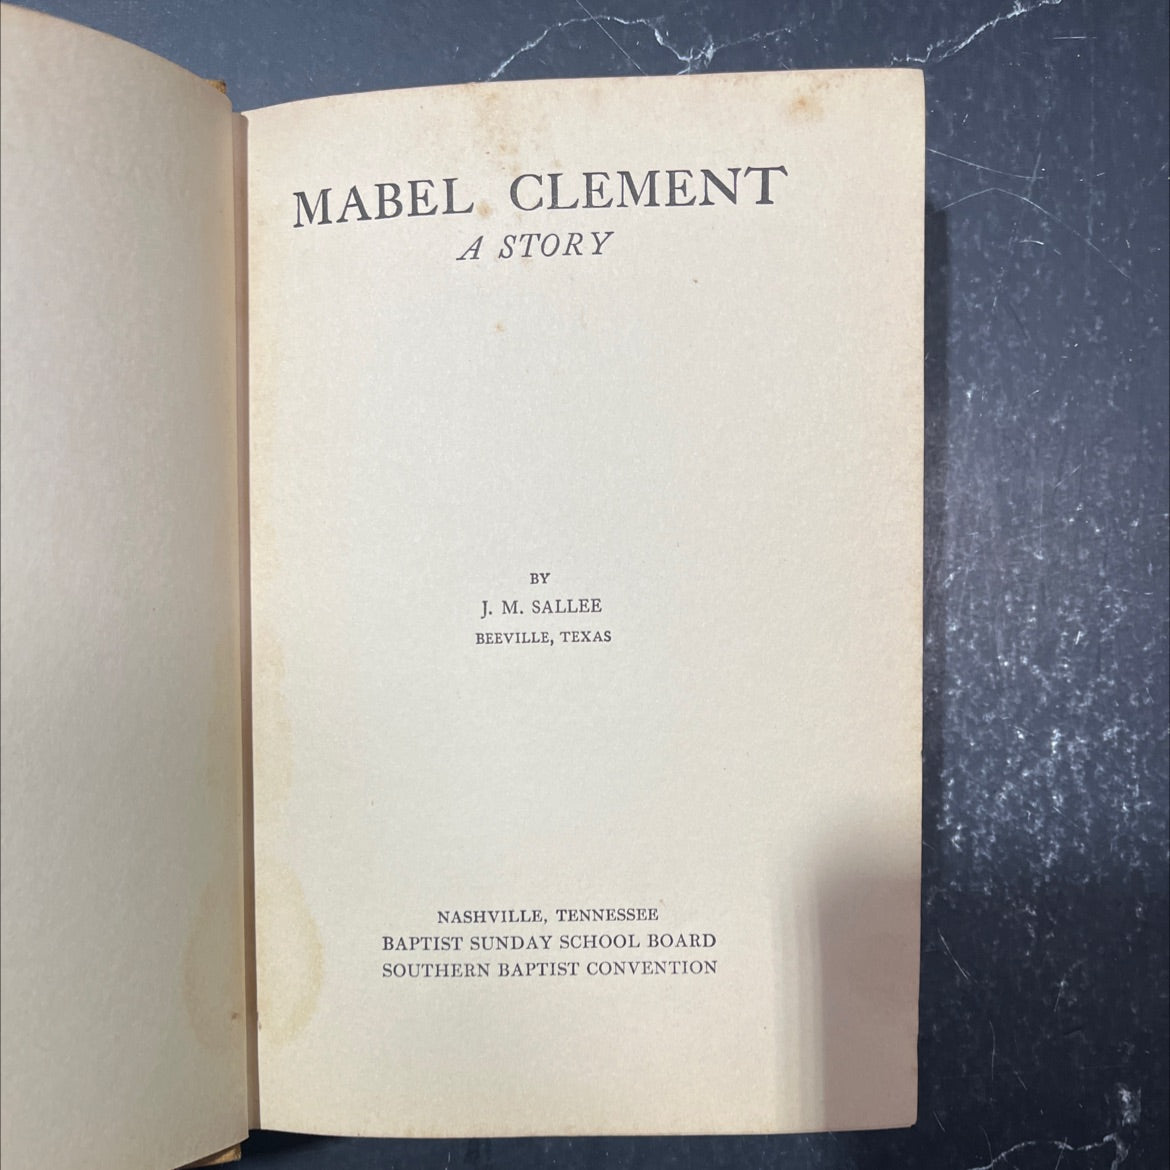 MABEL CLEMENT
A STORY
BY
J. M. SALLEE
BEEVILLE, TEXAS
NASHVILLE, TENNESSEE
BAPTIST SUNDAY SCHOOL BOARD
SOUTHERN BAPTIST CONVENTION